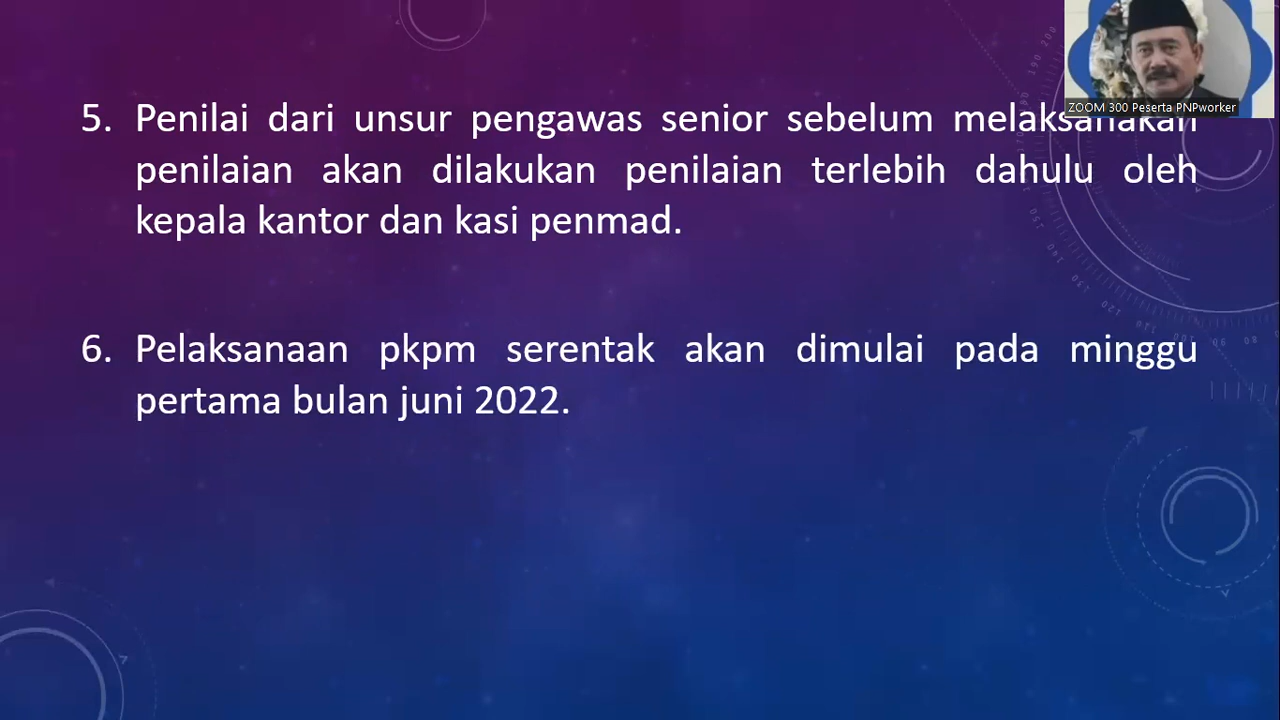 ZOOM 300 Peserta PNPworker
5. Penilai dari unsur pengawas senior sebelum melaksanakan
penilaian akan dilakukan penilaian terlebih dahulu oleh
kepala kantor dan kasi penmad.
6. Pelaksanaan pkpm serentak akan dimulai pada minggu
pertama bulan juni 2022.